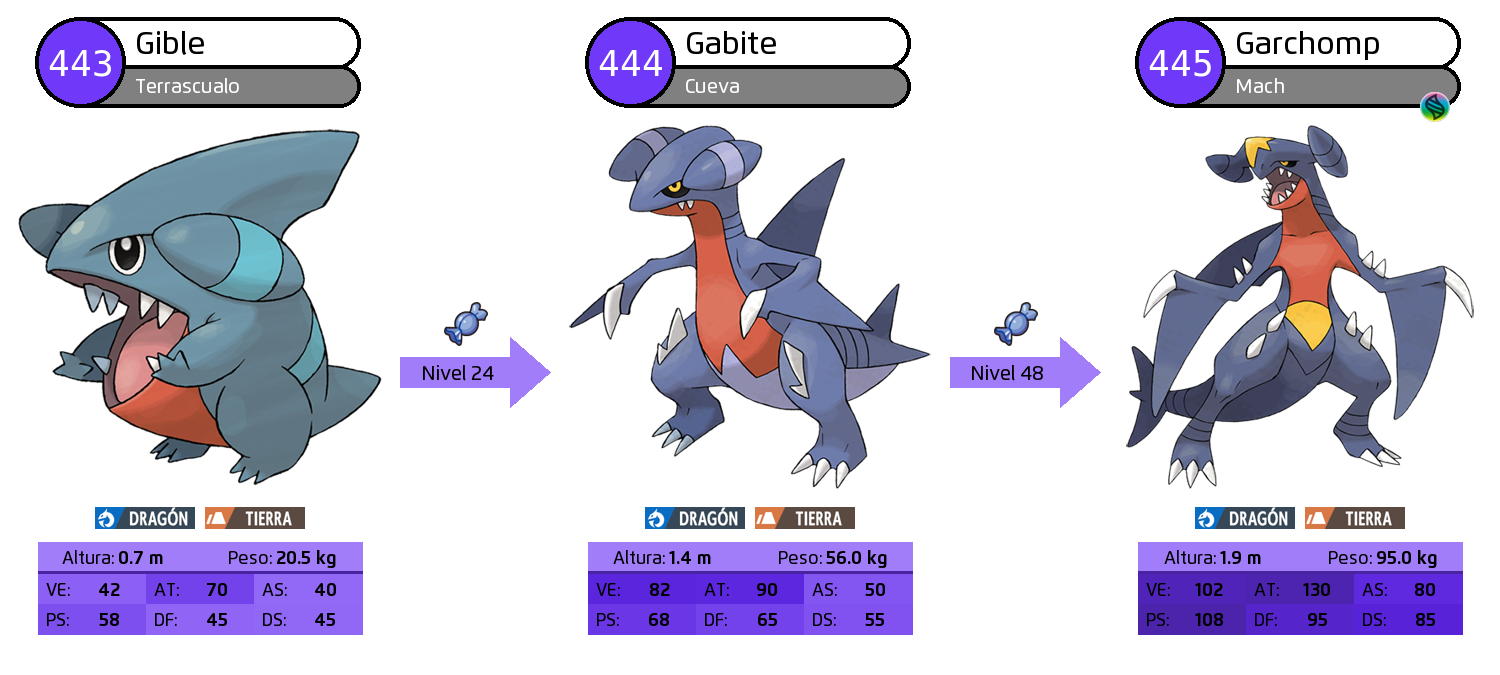 443 Gible
Terrascualo
444 Gabite
Cueva
445 Garchomp
Mach
Nivel 24
Nivel 48
DRAGÓN TIERRA
Altura: 0.7 m Peso: 20.5 kg
VE: 42 AT: 70 AS: 40
PS: 58 DF: 45 DS: 45
DRAGÓN TIERRA
Altura: 1.4 m Peso: 56.0 kg
VE: 82 AT: 90 AS: 50
PS: 68 DF: 65 DS: 55
DRAGÓN TIERRA
Altura: 1.9 m Peso: 95.0 kg
VE: 102 AT: 130 AS: 80
PS: 108 DF: 95 DS: 85